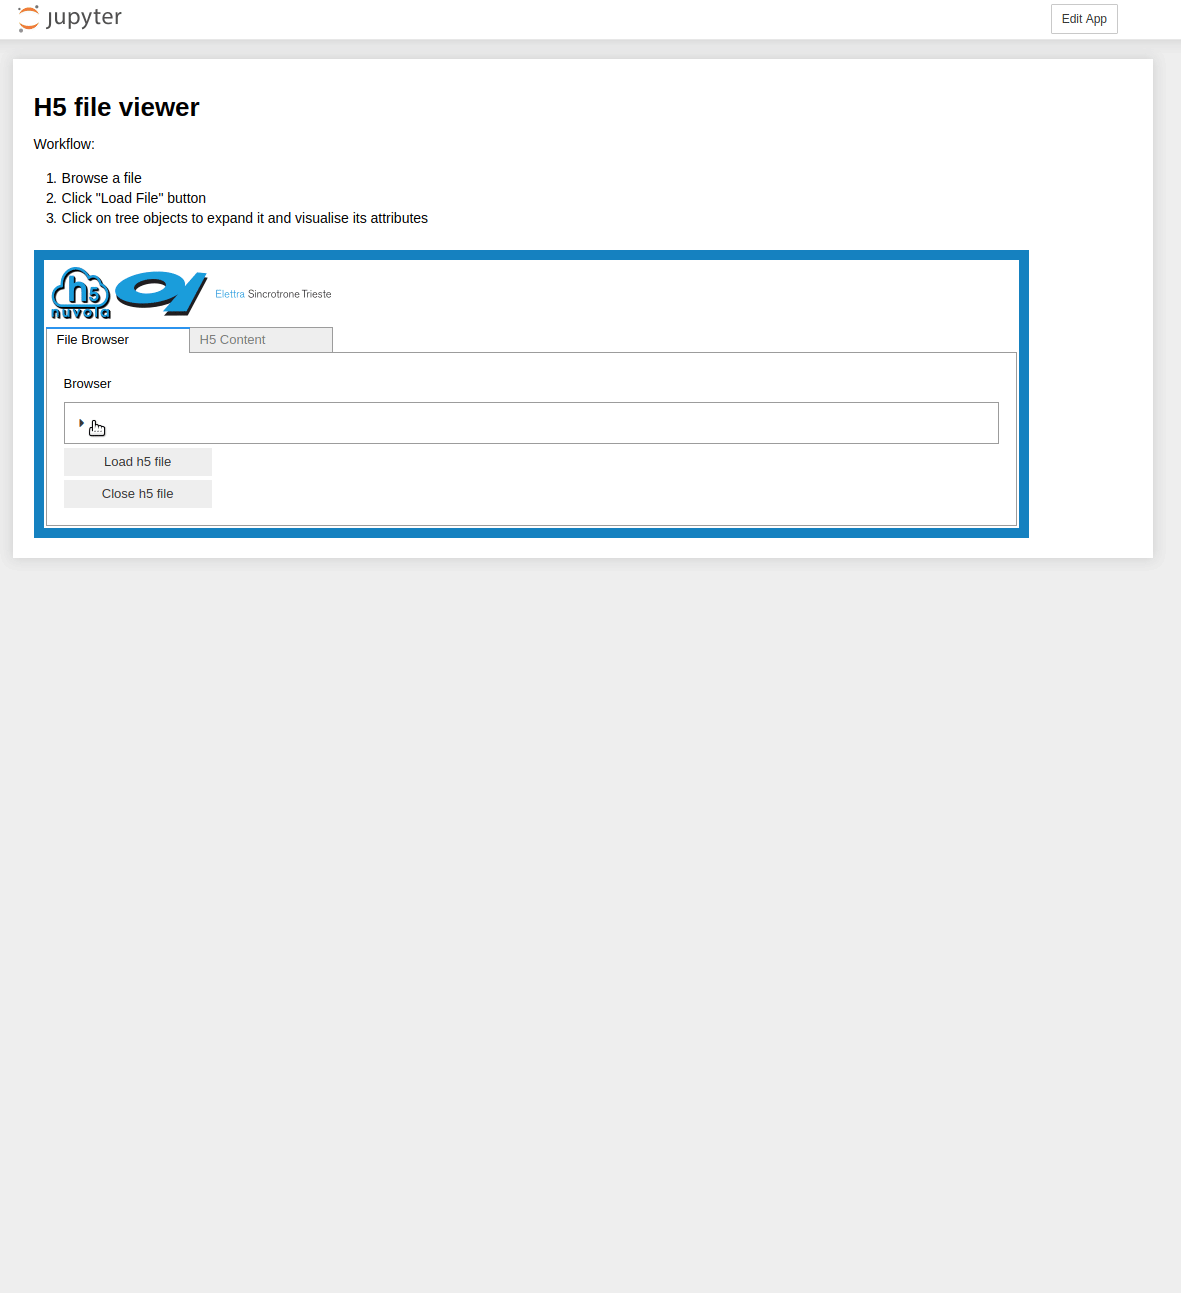 jupyter
Edit App
H5 file viewer
Workflow:
1. Browse a file
2. Click "Load File" button
3. Click on tree objects to expand it and visualise its attributes
h5
nuvola
Elettra Sincrotrone Trieste
File Browser
H5 Content
Browser
Load h5 file
Close h5 file